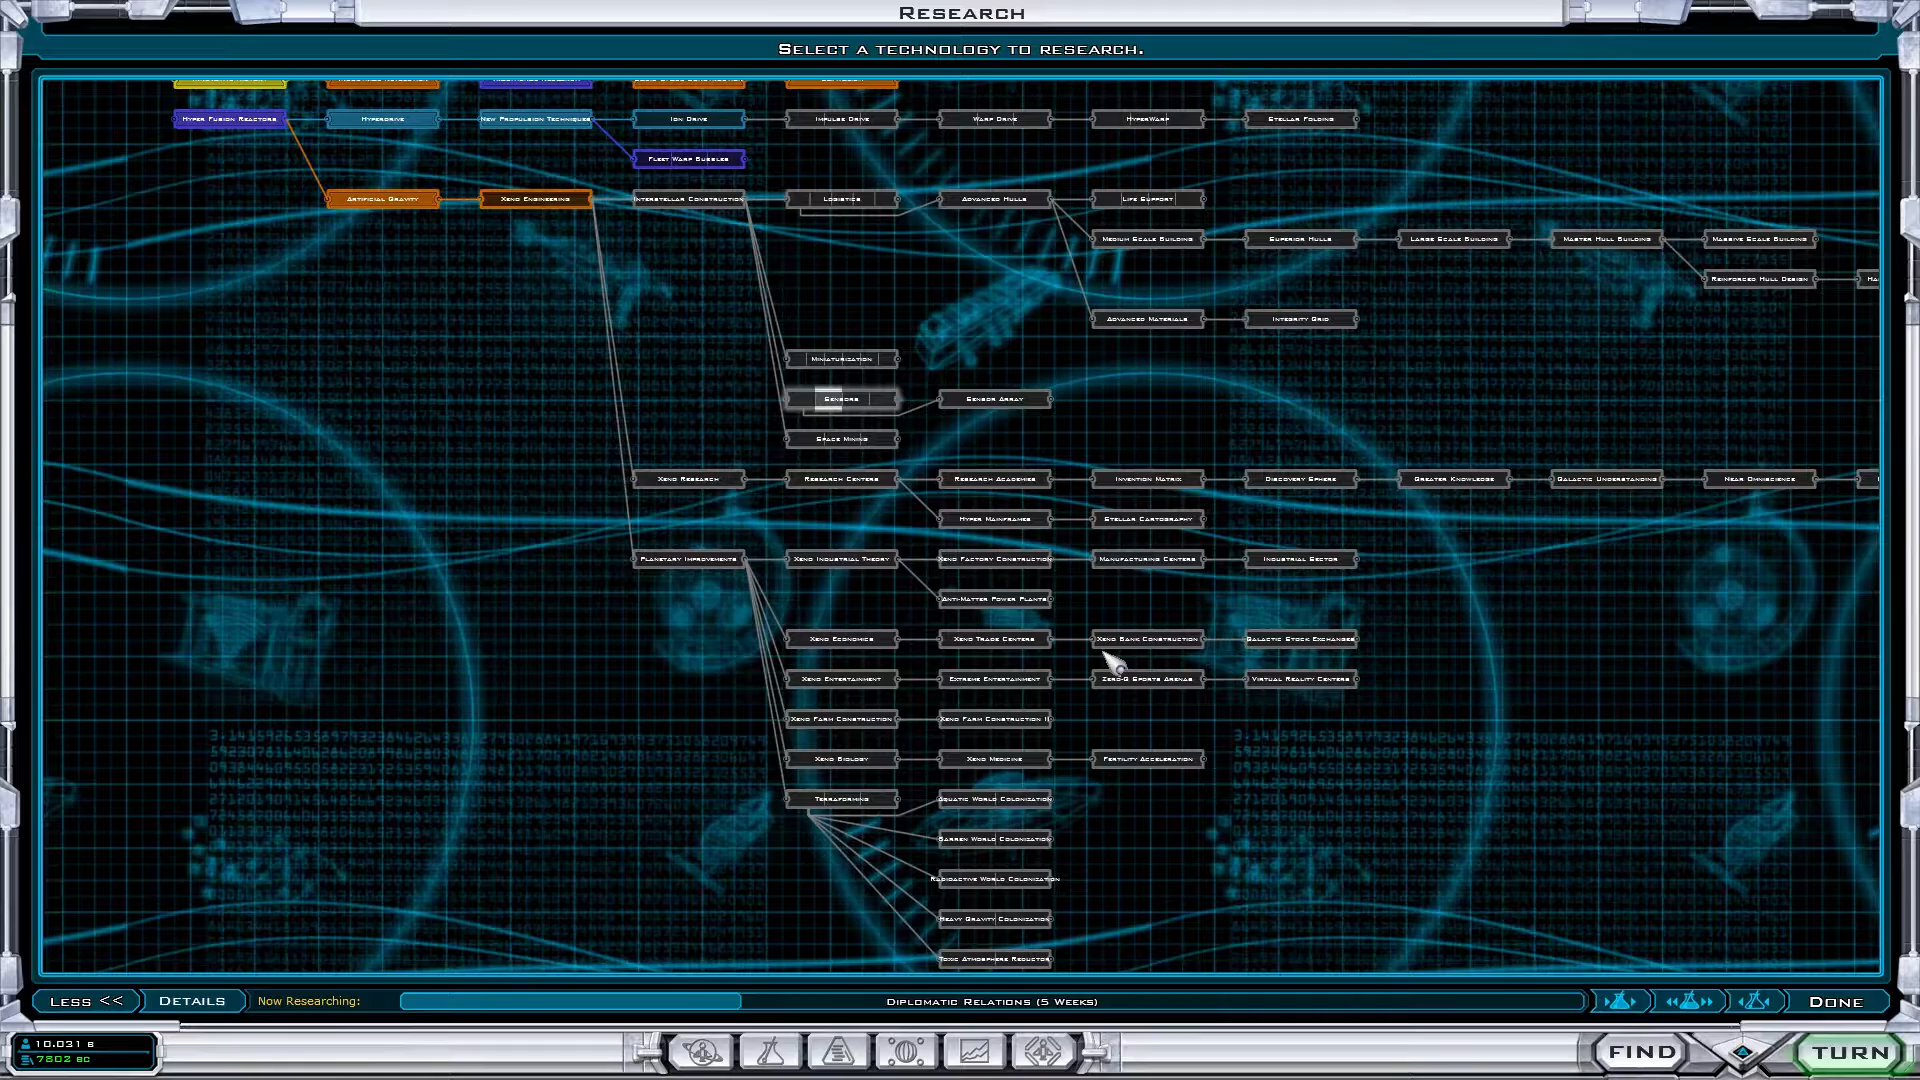 Research
Select a technology to research.
Hyper Fusion Reactors
Hyperdrive
New Propulsion Techniques
Ion Drive
Impulse Drive
Warp Drive
HyperWarp
Stellar Folding
Fleet Warp Bubbles
Artificial Gravity
Xeno Engineering
Interstellar Construction
Logistics
Advanced Hulls
Life Support
Medium Scale Building
Superior Hulls
Large Scale Building
Master Hull Building
Massive Scale Building
Reinforced Hull Design
Advanced Materials
Integrity Grid
Miniaturization
Sensors
Sensor Array
Space Mining
Xeno Research
Research Centers
Research Academies
Invention Matrix
Discovery Sphere
Greater Knowledge
Galactic Understanding
Near Omniscience
Hyper Mainframes
Stellar Cartography
Planetary Improvements
Xeno Industrial Theory
Xeno Factory Construction
Manufacturing Centers
Industrial Sector
Anti-Matter Power Plants
Xeno Economics
Xeno Trade Centers
Xeno Bank Construction
Galactic Stock Exchanges
Xeno Entertainment
Extreme Entertainment
Zero-G Sports Arenas
Virtual Reality Centers
Xeno Farm Construction
Xeno Farm Construction II
Xeno Biology
Xeno Medicine
Fertility Acceleration
Terraforming
Aquatic World Colonization
Barren World Colonization
Radioactive World Colonization
Heavy Gravity Colonization
Toxic Atmosphere Reductor
Less <<
Details
Now Researching:
Diplomatic Relations (5 Weeks)
Done
10.031 B
7802 BC
Find
Turn